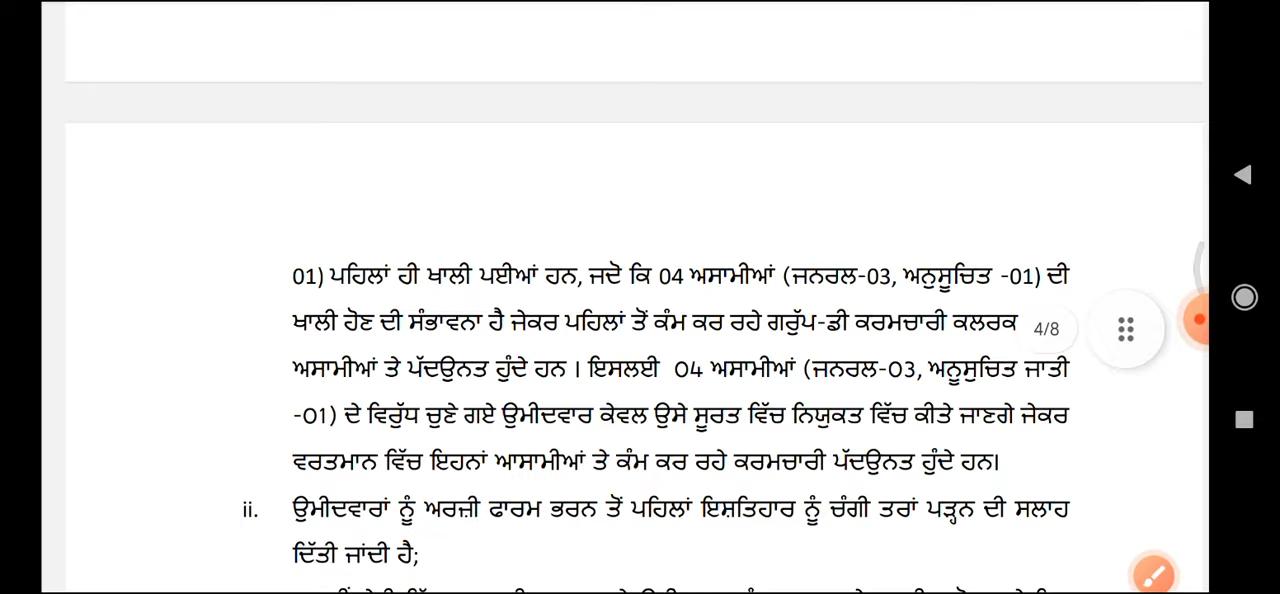 01) ਪਹਿਲਾਂ ਹੀ ਖਾਲੀ ਪਈਆਂ ਹਨ, ਜਦੋ ਕਿ 04 ਅਸਾਮੀਆਂ (ਜਨਰਲ-03, ਅਨੁਸੂਚਿਤ -01) ਦੀ
ਖਾਲੀ ਹੋਣ ਦੀ ਸੰਭਾਵਨਾ ਹੈ ਜੇਕਰ ਪਹਿਲਾਂ ਤੋਂ ਕੰਮ ਕਰ ਰਹੇ ਗਰੁੱਪ-ਡੀ ਕਰਮਚਾਰੀ ਕਲਰਕ
4/8
ਅਸਾਮੀਆਂ ਤੇ ਪੱਦਉਨਤ ਹੁੰਦੇ ਹਨ । ਇਸਲਈ 04 ਅਸਾਮੀਆਂ (ਜਨਰਲ-03, ਅਨੂਸੁਚਿਤ ਜਾਤੀ
-01) ਦੇ ਵਿਰੁੱਧ ਚੁਣੇ ਗਏ ਉਮੀਦਵਾਰ ਕੇਵਲ ਉਸੇ ਸੂਰਤ ਵਿੱਚ ਨਿਯੁਕਤ ਵਿੱਚ ਕੀਤੇ ਜਾਣਗੇ ਜੇਕਰ
ਵਰਤਮਾਨ ਵਿੱਚ ਇਹਨਾਂ ਆਸਾਮੀਆਂ ਤੇ ਕੰਮ ਕਰ ਰਹੇ ਕਰਮਚਾਰੀ ਪੱਦਉਨਤ ਹੁੰਦੇ ਹਨ।
ii. ਉਮੀਦਵਾਰਾਂ ਨੂੰ ਅਰਜ਼ੀ ਫਾਰਮ ਭਰਨ ਤੋਂ ਪਹਿਲਾਂ ਇਸ਼ਤਿਹਾਰ ਨੂੰ ਚੰਗੀ ਤਰਾਂ ਪੜ੍ਹਨ ਦੀ ਸਲਾਹ
ਦਿੱਤੀ ਜਾਂਦੀ ਹੈ;